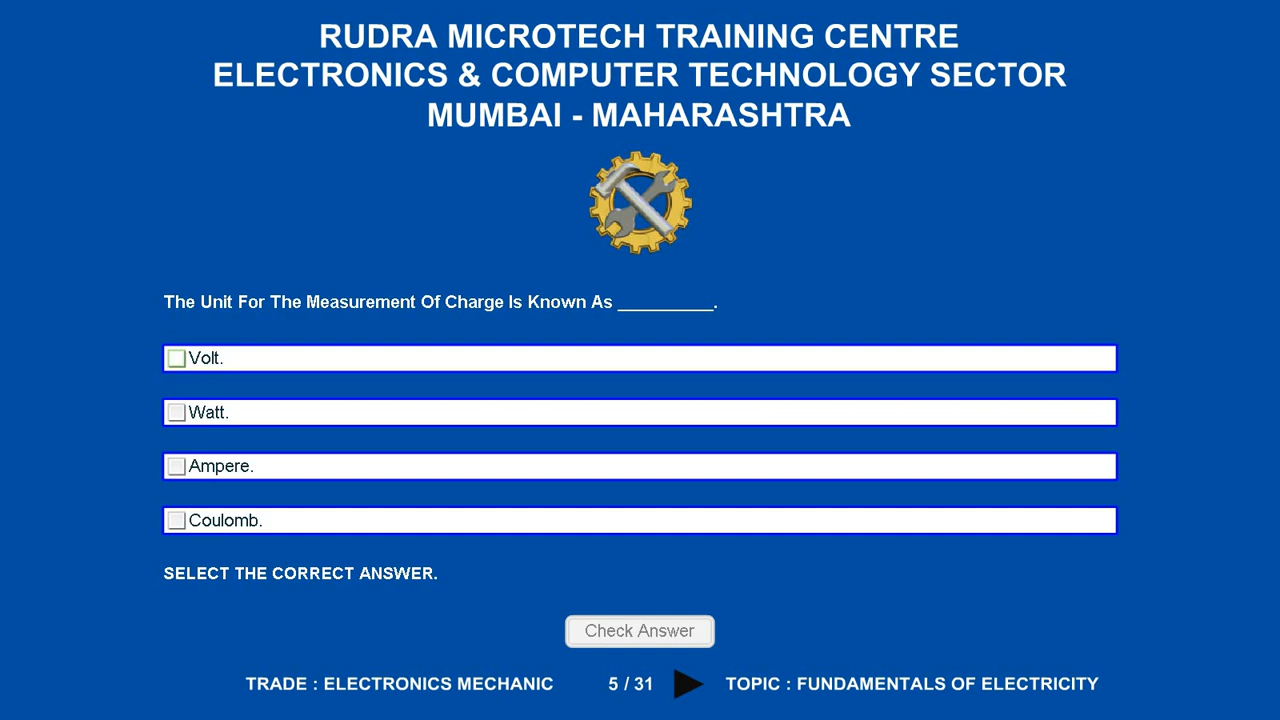 RUDRA MICROTECH TRAINING CENTRE
ELECTRONICS & COMPUTER TECHNOLOGY SECTOR
MUMBAI - MAHARASHTRA
The Unit For The Measurement Of Charge Is Known As __________.
Volt.
Watt.
Ampere.
Coulomb.
SELECT THE CORRECT ANSWER.
Check Answer
TRADE : ELECTRONICS MECHANIC 5 / 31 TOPIC : FUNDAMENTALS OF ELECTRICITY